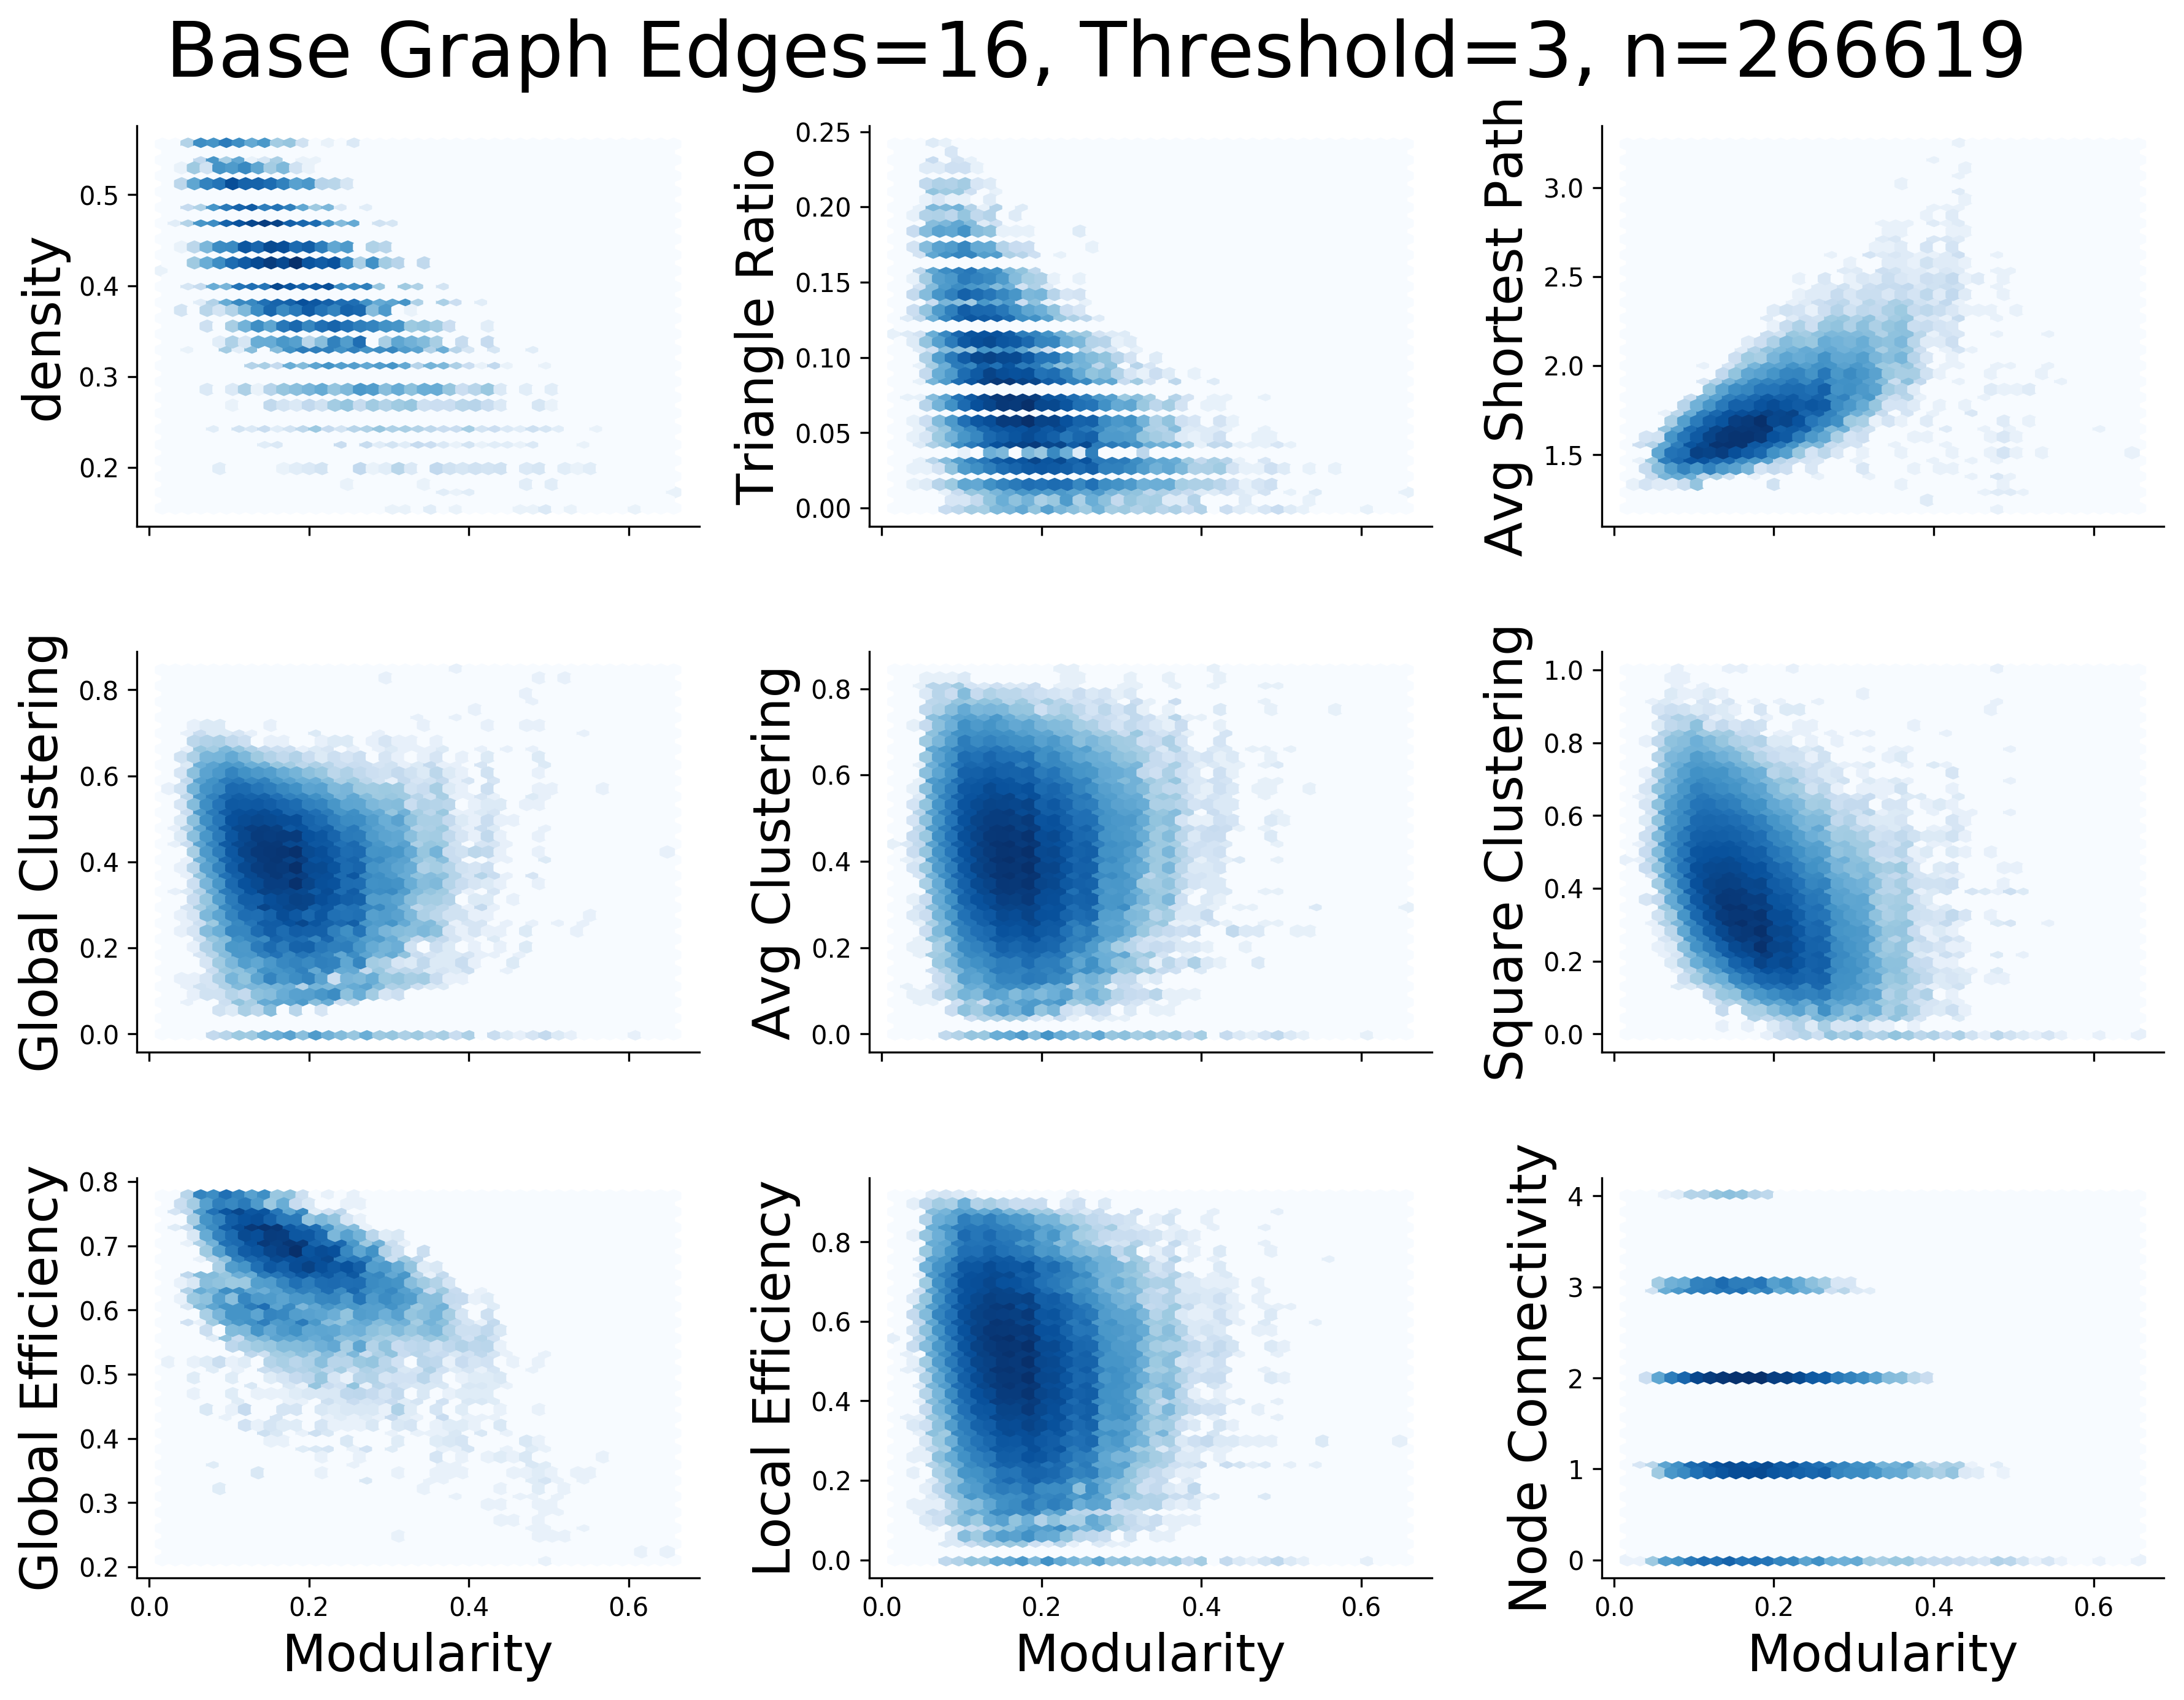 Base Graph Edges=16, Threshold=3, n=266619
density
0.5
0.4
0.3
0.2
Triangle Ratio
0.25
0.20
0.15
0.10
0.05
0.00
Avg Shortest Path
3.0
2.5
2.0
1.5
Global Clustering
0.8
0.6
0.4
0.2
0.0
Avg Clustering
0.8
0.6
0.4
0.2
0.0
Square Clustering
1.0
0.8
0.6
0.4
0.2
0.0
Global Efficiency
0.8
0.7
0.6
0.5
0.4
0.3
0.2
0.0 0.2 0.4 0.6
Modularity
Local Efficiency
0.8
0.6
0.4
0.2
0.0
0.0 0.2 0.4 0.6
Modularity
Node Connectivity
4
3
2
1
0
0.0 0.2 0.4 0.6
Modularity